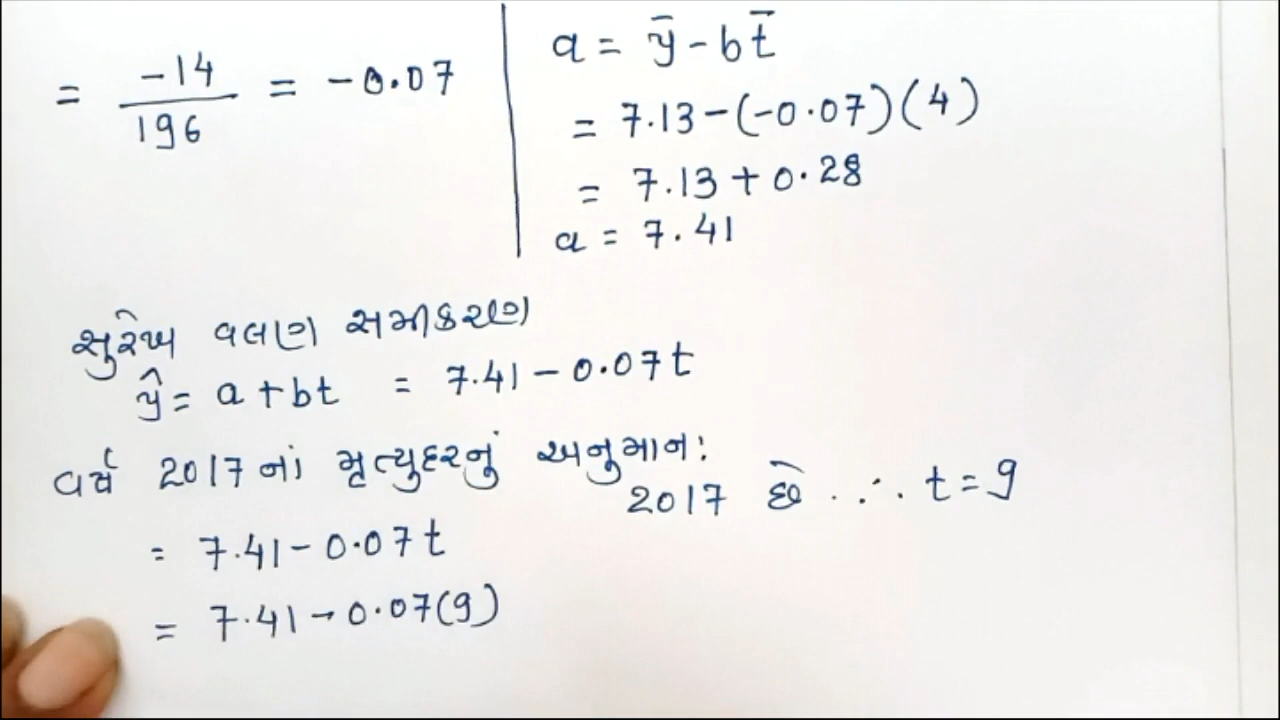 = -14/196 = -0.07
a = ȳ - bt̄
= 7.13 - (-0.07)(4)
= 7.13 + 0.28
a = 7.41
સુરેખ વલણ સમીકરણ
ŷ = a + bt = 7.41 - 0.07t
વર્ષ 2017 નાં મૃત્યુદરનું અનુમાન:
2017 છે ∴ t = 9
= 7.41 - 0.07t
= 7.41 - 0.07(9)